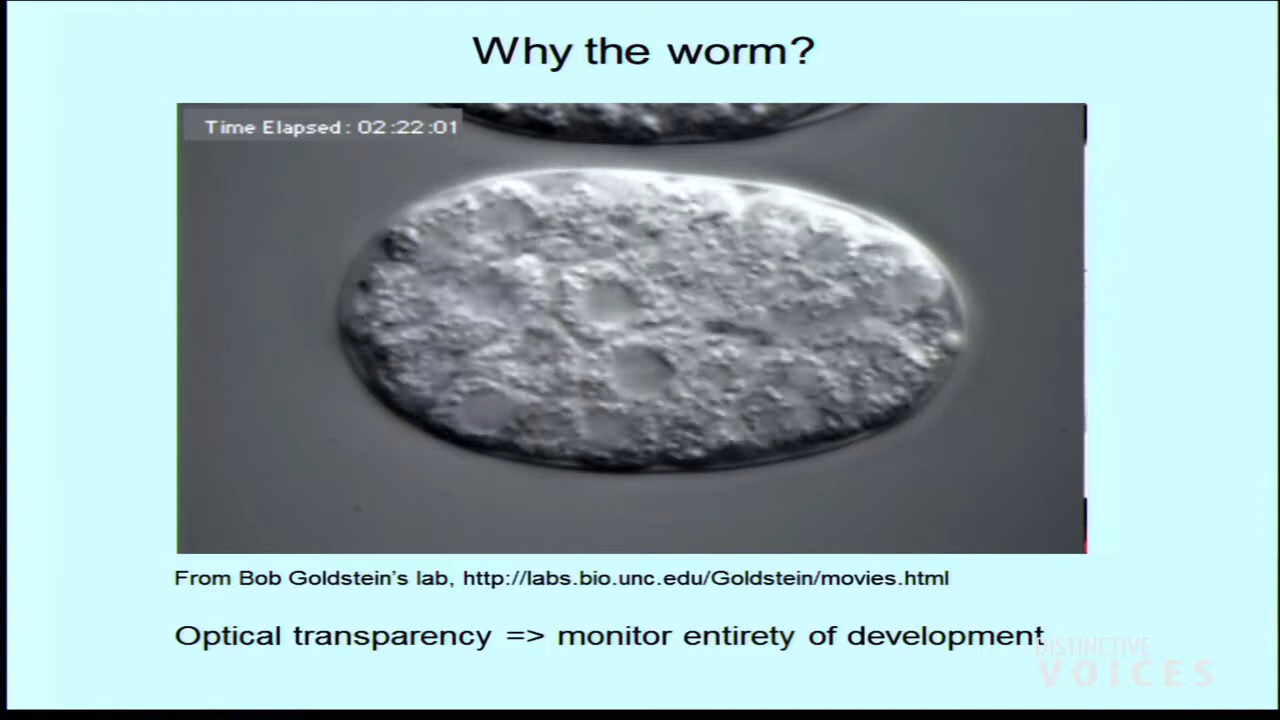 Why the worm?
Time Elapsed: 02:22:01
From Bob Goldstein's lab, http://labs.bio.unc.edu/Goldstein/movies.html
Optical transparency => monitor entirety of development
DISTINCTIVE
VOICES